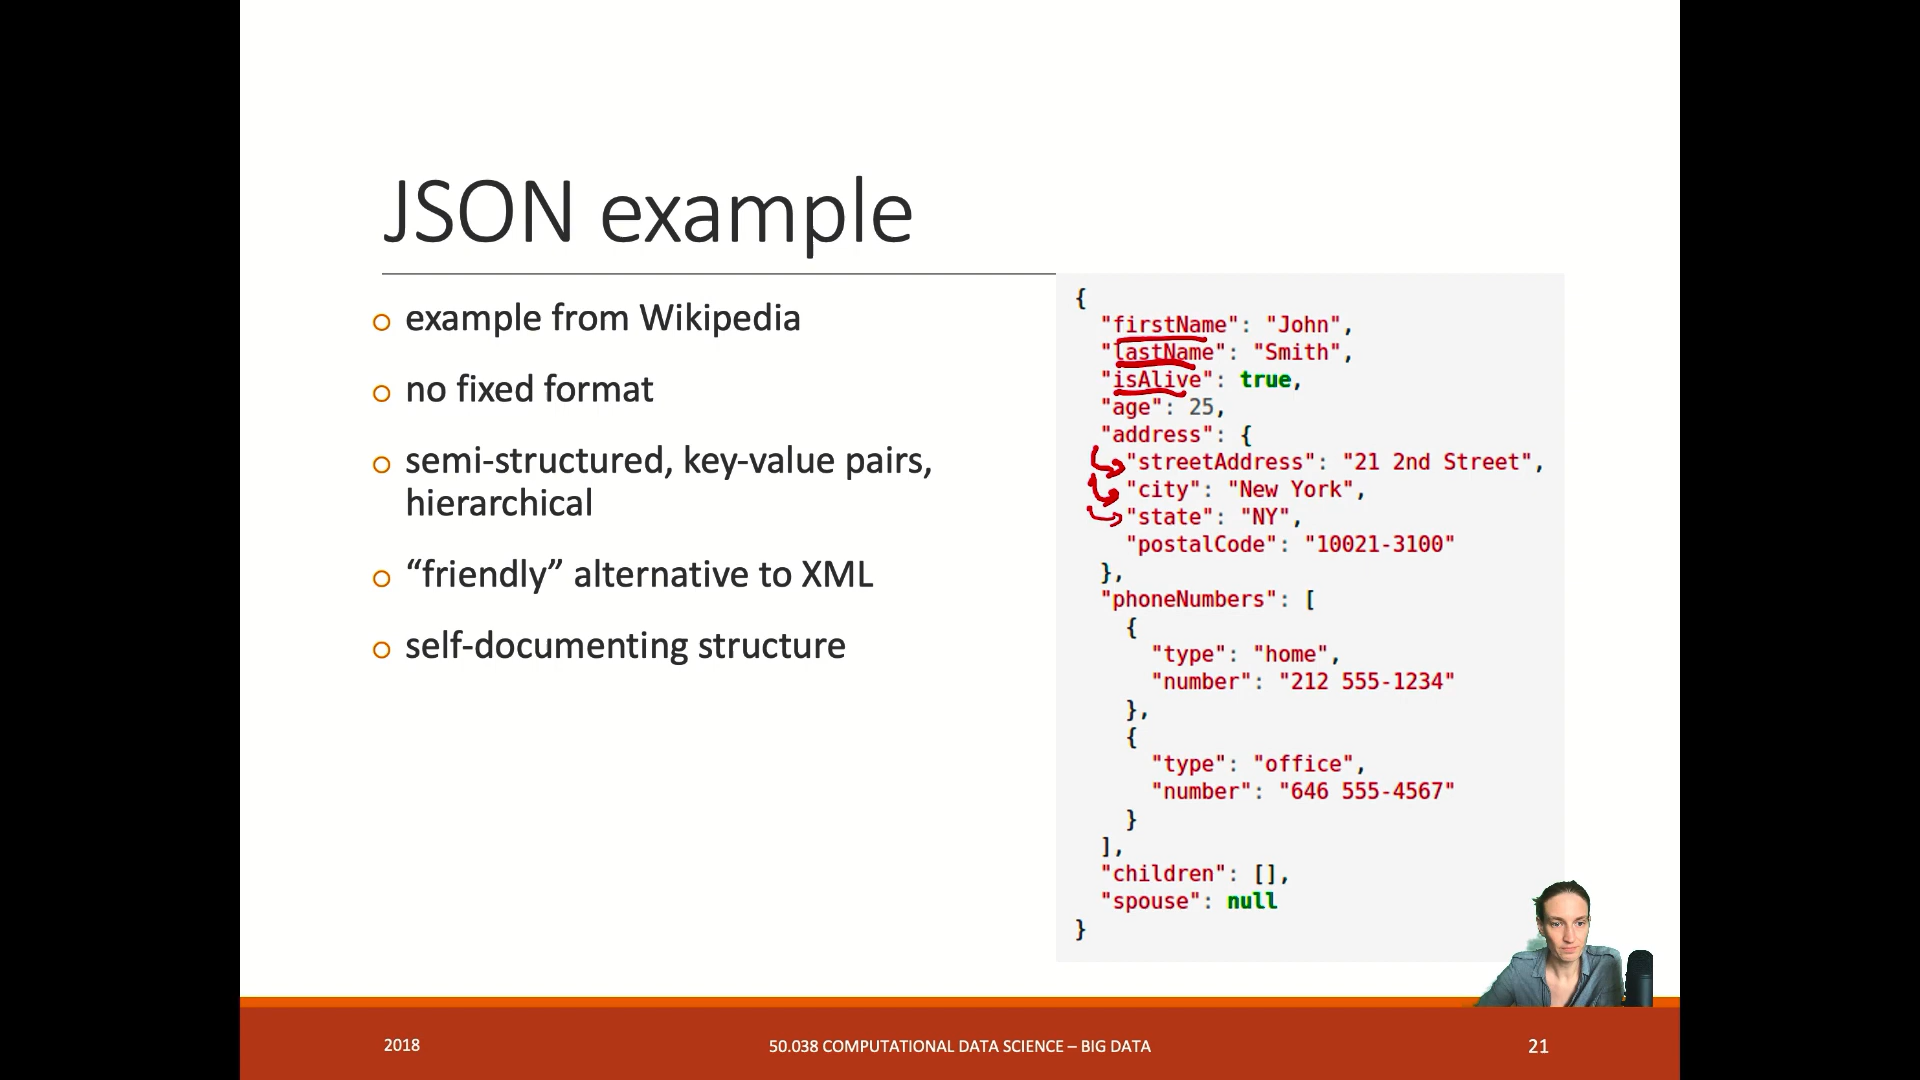 JSON example
example from Wikipedia
no fixed format
semi-structured, key-value pairs,
hierarchical
“friendly” alternative to XML
self-documenting structure
{
"firstName": "John",
"lastName": "Smith",
"isAlive": true,
"age": 25,
"address": {
"streetAddress": "21 2nd Street",
"city": "New York",
"state": "NY",
"postalCode": "10021-3100"
},
"phoneNumbers": [
{
"type": "home",
"number": "212 555-1234"
},
{
"type": "office",
"number": "646 555-4567"
}
],
"children": [],
"spouse": null
}
2018
50.038 COMPUTATIONAL DATA SCIENCE – BIG DATA
21